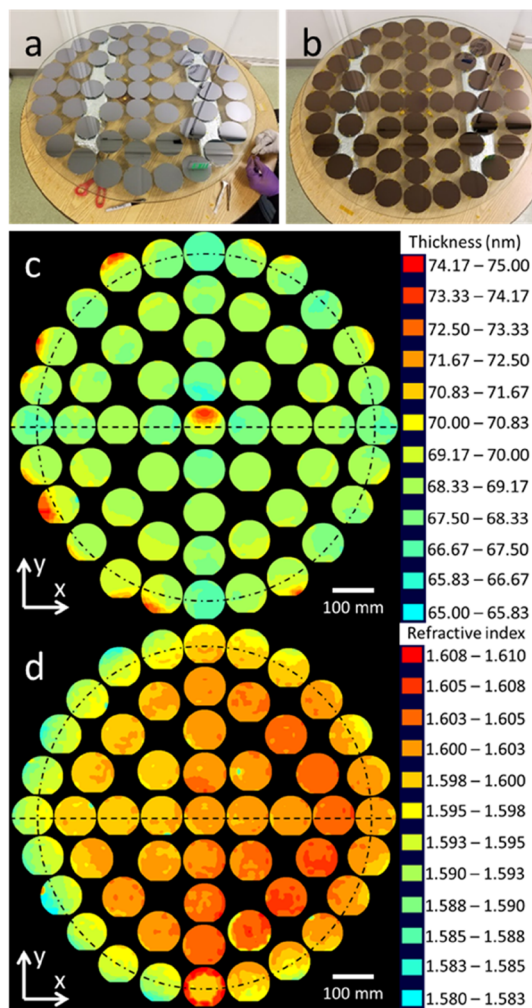 a
b
c
Thickness (nm)
74.17 – 75.00
73.33 – 74.17
72.50 – 73.33
71.67 – 72.50
70.83 – 71.67
70.00 – 70.83
69.17 – 70.00
68.33 – 69.17
67.50 – 68.33
66.67 – 67.50
65.83 – 66.67
65.00 – 65.83
y
x
100 mm
d
Refractive index
1.608 – 1.610
1.605 – 1.608
1.603 – 1.605
1.600 – 1.603
1.598 – 1.600
1.595 – 1.598
1.593 – 1.595
1.590 – 1.593
1.588 – 1.590
1.585 – 1.588
1.583 – 1.585
1.580 – 1.583
y
x
100 mm